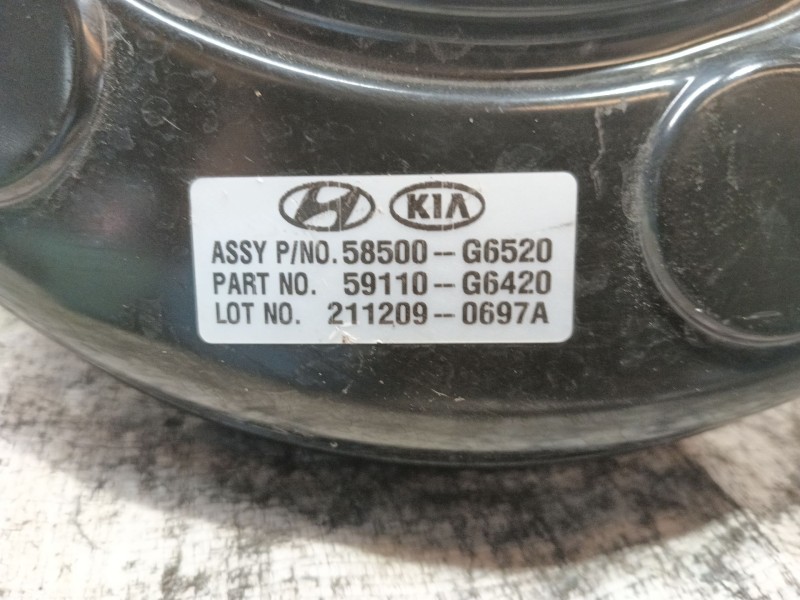 KIA
ASSY P/NO. 58500 -- G6520
PART NO. 59110 -- G6420
LOT NO. 211209 -- 0697A